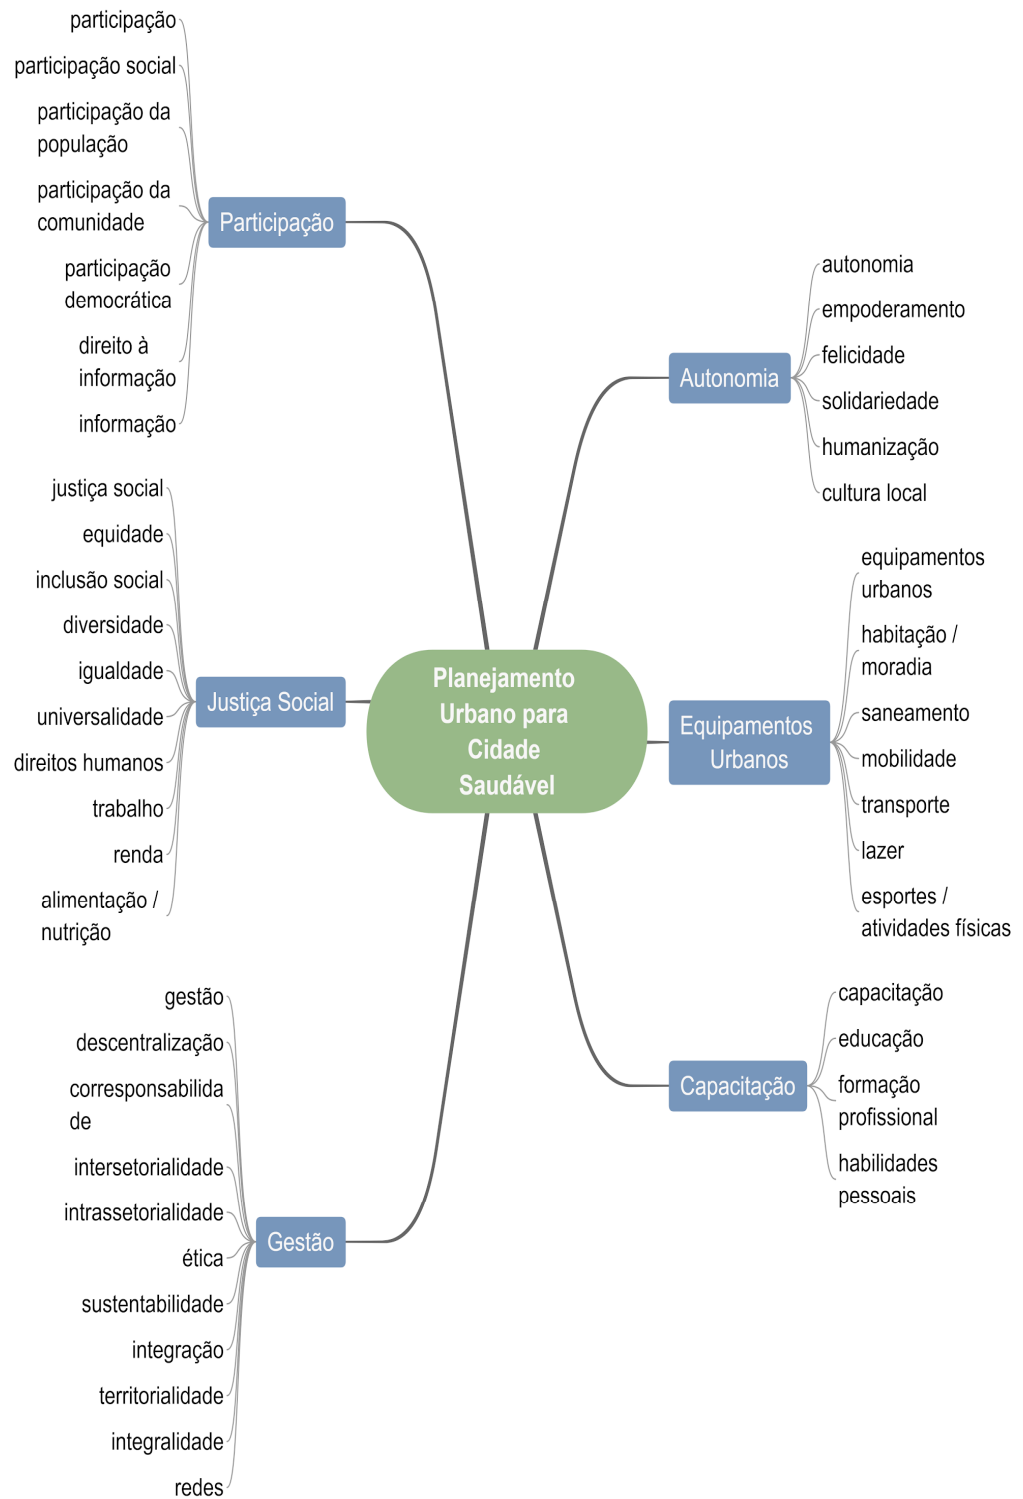 participação
participação social
participação da
população
participação da
comunidade
participação
democrática
direito à
informação
informação
Participação
justiça social
equidade
inclusão social
diversidade
igualdade
universalidade
direitos humanos
trabalho
renda
alimentação /
nutrição
Justiça Social
gestão
descentralização
corresponsabilida
de
intersetorialidade
intrassetorialidade
ética
sustentabilidade
integração
territorialidade
integralidade
redes
Gestão
Planejamento
Urbano para
Cidade
Saudável
Autonomia
autonomia
empoderamento
felicidade
solidariedade
humanização
cultura local
Equipamentos
Urbanos
equipamentos
urbanos
habitação /
moradia
saneamento
mobilidade
transporte
lazer
esportes /
atividades físicas
Capacitação
capacitação
educação
formação
profissional
habilidades
pessoais